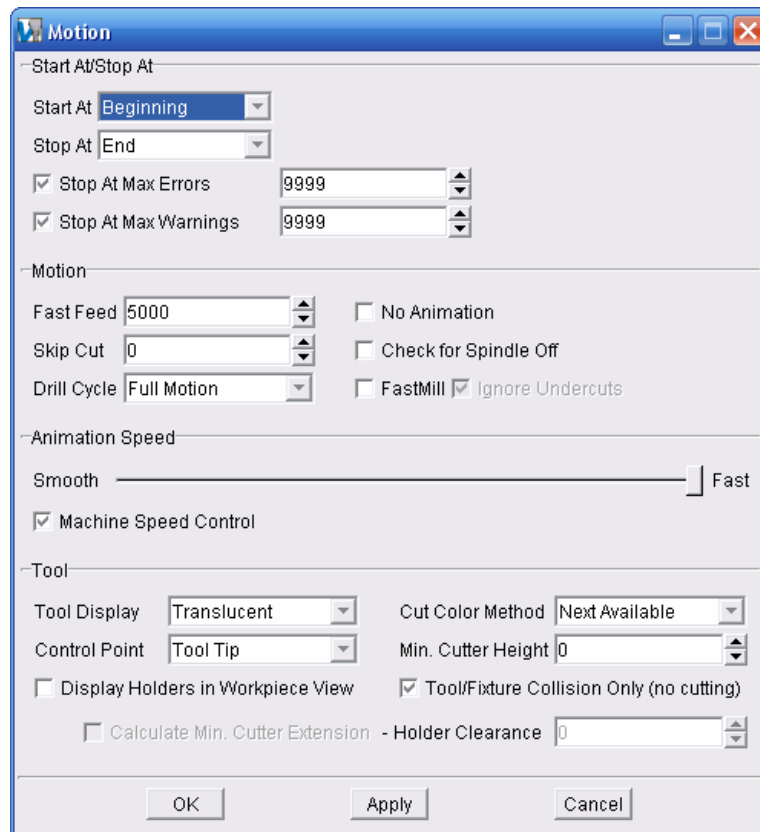 Motion
Start At/Stop At
Start At Beginning
Stop At End
Stop At Max Errors 9999
Stop At Max Warnings 9999
Motion
Fast Feed 5000 No Animation
Skip Cut 0 Check for Spindle Off
Drill Cycle Full Motion FastMill Ignore Undercuts
Animation Speed
Smooth Fast
Machine Speed Control
Tool
Tool Display Translucent Cut Color Method Next Available
Control Point Tool Tip Min. Cutter Height 0
Display Holders in Workpiece View Tool/Fixture Collision Only (no cutting)
Calculate Min. Cutter Extension - Holder Clearance 0
OK Apply Cancel